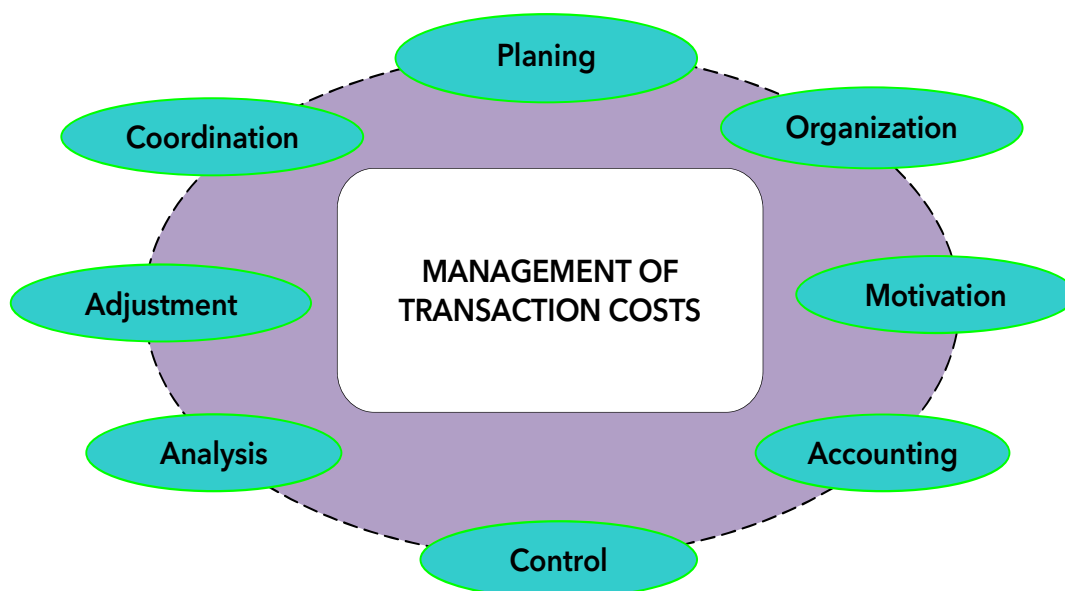 Planing
Organization
Coordination
MANAGEMENT OF
TRANSACTION COSTS
Motivation
Adjustment
Analysis
Accounting
Control